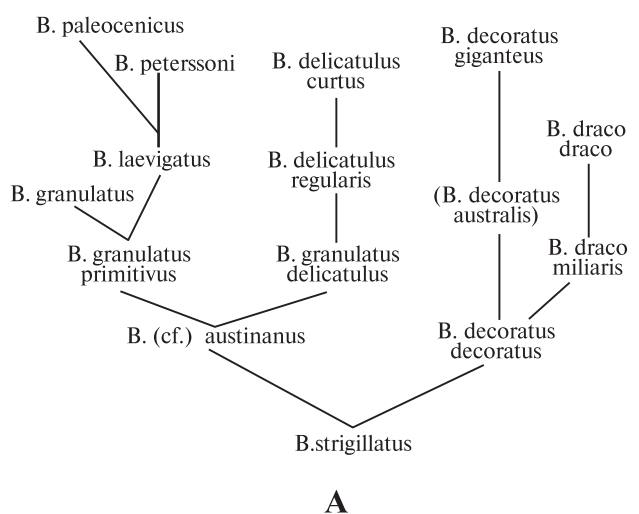 B. paleocenicus
B. peterssoni
B. delicatulus
curtus
B. decoratus
giganteus
B. laevigatus
B. delicatulus
regularis
B. draco
draco
B. granulatus
(B. decoratus
australis)
B. granulatus
primitivus
B. granulatus
delicatulus
B. draco
miliaris
B. (cf.) austinanus
B. decoratus
decoratus
B.strigillatus
A